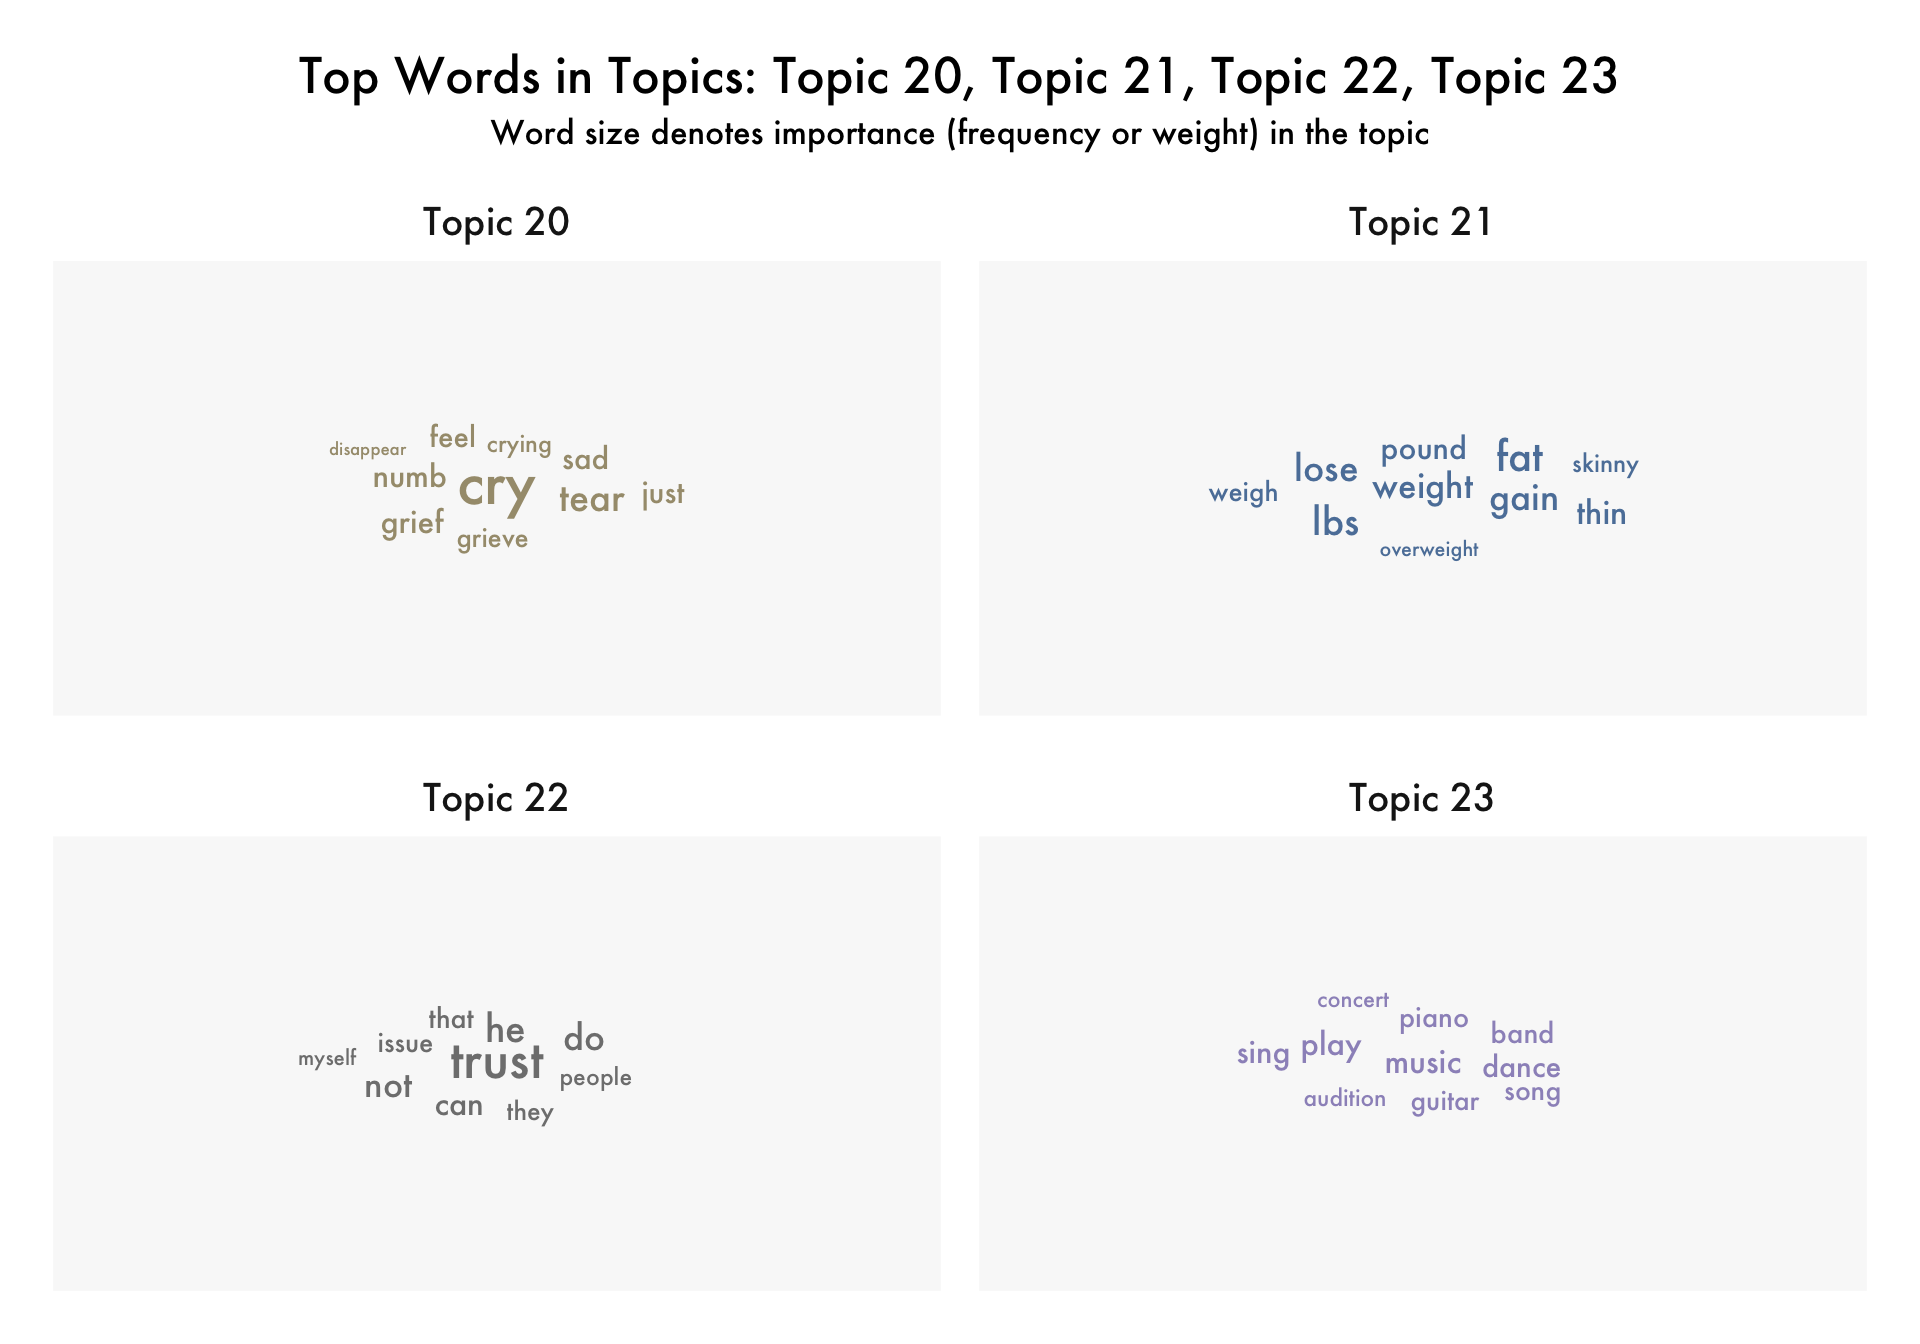 Top Words in Topics: Topic 20, Topic 21, Topic 22, Topic 23
Word size denotes importance (frequency or weight) in the topic
Topic 20
disappear feel crying sad
numb cry tear just
grief grieve
Topic 21
pound fat skinny
weigh lose weight gain thin
lbs
overweight
Topic 22
that he do
myself issue trust people
not can they
Topic 23
concert piano band
sing play music dance
audition guitar song